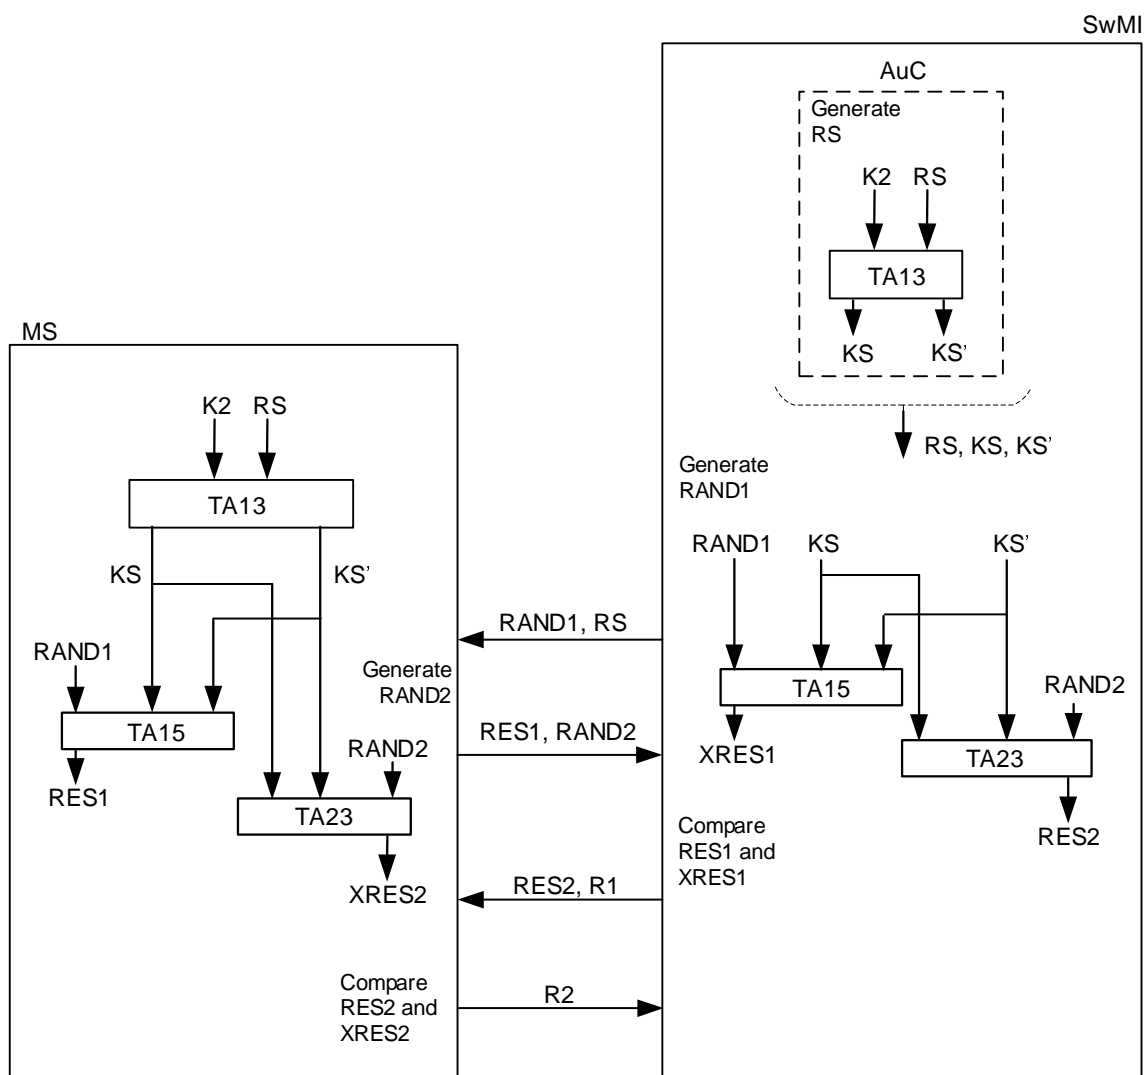 SwMI
AuC
Generate
RS
K2 RS
TA13
KS KS’
RS, KS, KS’
Generate
RAND1
RAND1 KS KS’
TA15
RAND2
XRES1
TA23
RES2
Compare
RES1 and
XRES1
MS
K2 RS
TA13
KS KS’
RAND1
Generate
RAND2
TA15
RAND2
RES1
TA23
XRES2
Compare
RES2 and
XRES2
RAND1, RS
RES1, RAND2
RES2, R1
R2